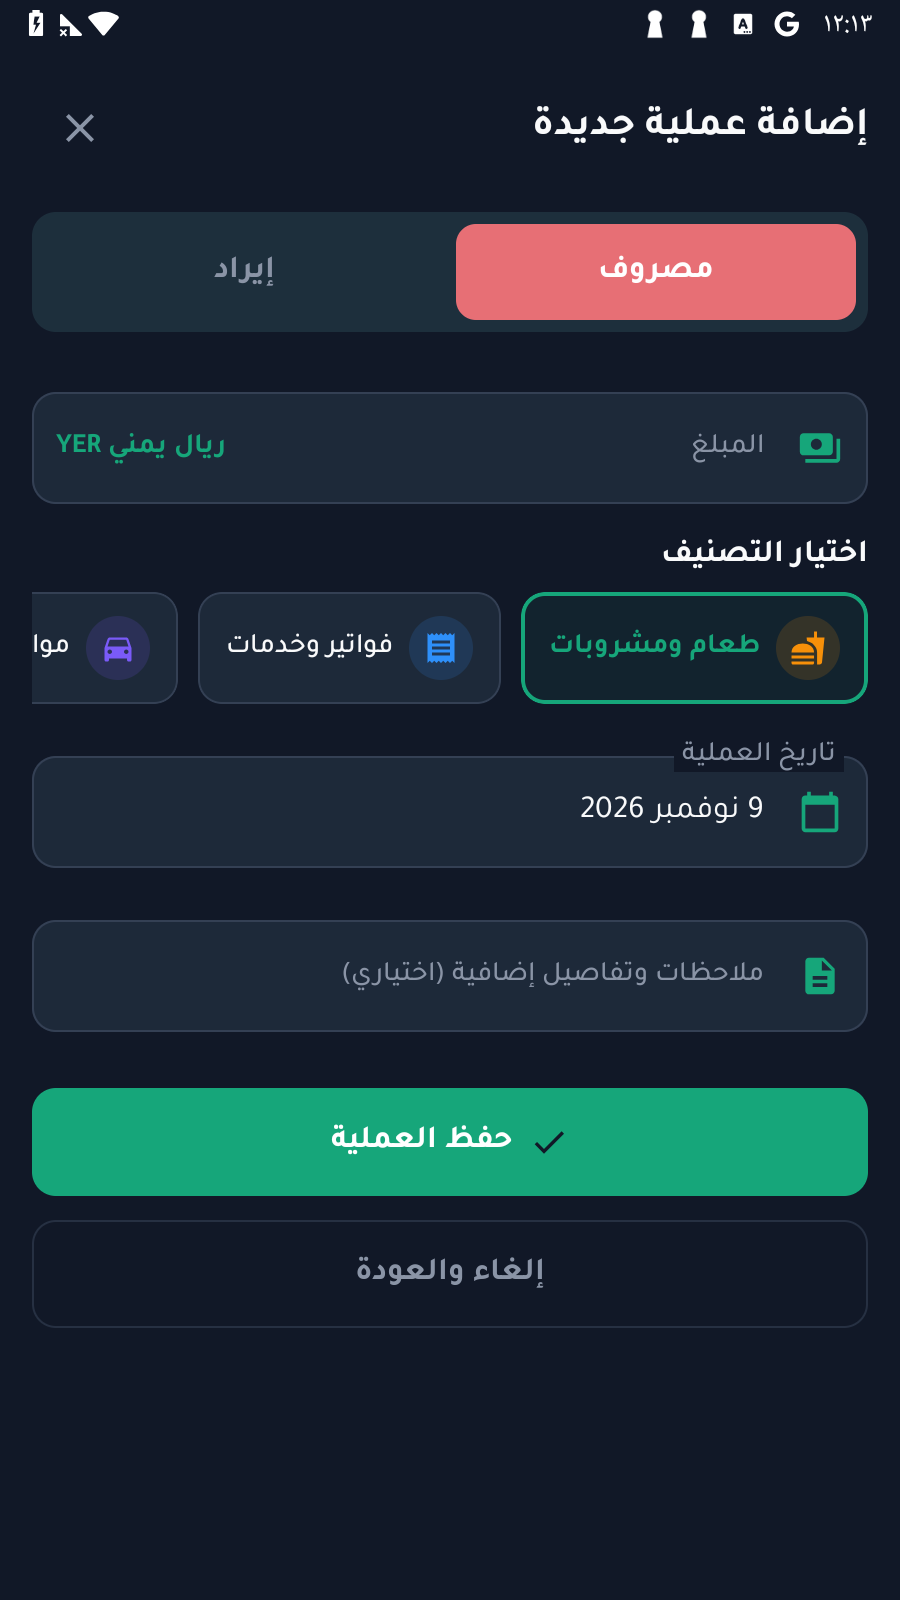 ١٢:١٣
إضافة عملية جديدة
مصروف
إيراد
المبلغ
ريال يمني YER
اختيار التصنيف
طعام ومشروبات
فواتير وخدمات
موا
تاريخ العملية
9 نوفمبر 2026
ملاحظات وتفاصيل إضافية (اختياري)
حفظ العملية
إلغاء والعودة